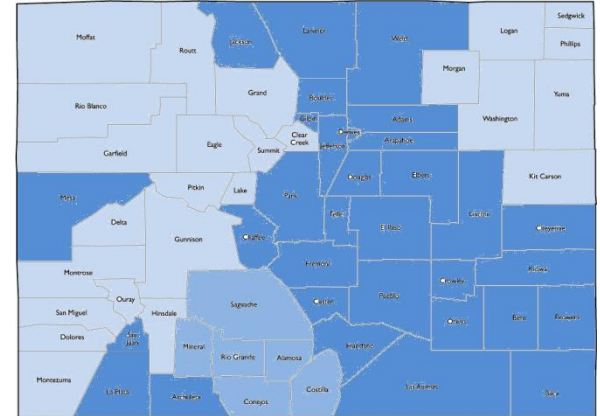 Sedgwick
Moffat
Routt
Jackson
Larimer
Weld
Logan
Phillips
Morgan
Grand
Boulder
Yuma
Rio Blanco
Gilpin
Adams
Washington
Denver
Clear
Creek
Arapahoe
Jefferson
Garfield
Eagle
Summit
Douglas
Elbert
Kit Carson
Pitkin
Lake
Park
Mesa
Lincoln
Teller
Delta
El Paso
Cheyenne
Gunnison
Chaffee
Fremont
Kiowa
Montrose
Crowley
Ouray
Pueblo
Custer
Saguache
San Miguel
Hinsdale
Otero
Bent
Prowers
Dolores
San
Juan
Mineral
Rio Grande
Alamosa
Huerfano
Montezuma
La Plata
Archuleta
Conejos
Costilla
Las Animas
Baca